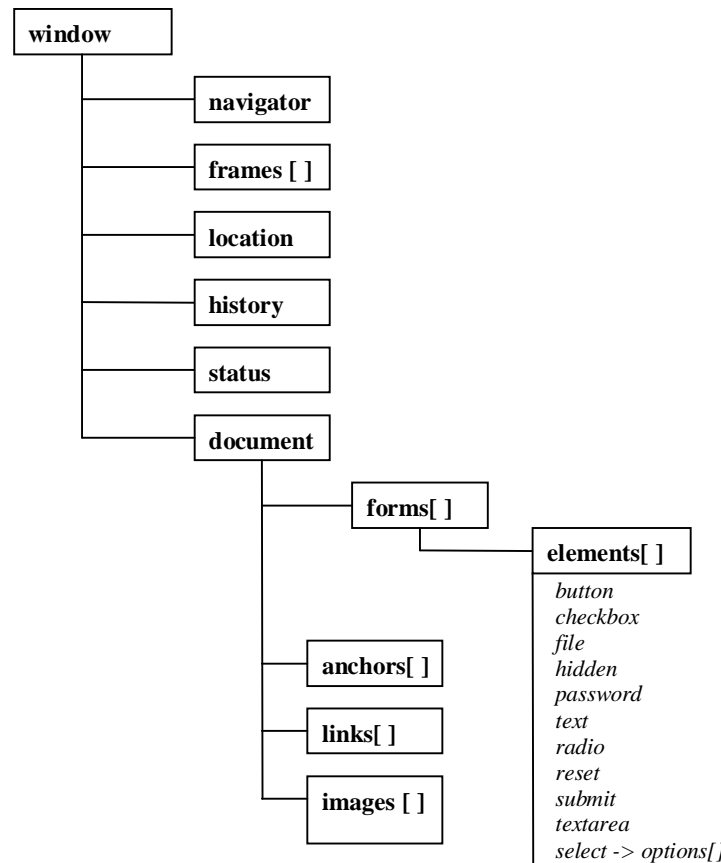 window
navigator
frames [ ]
location
history
status
document
forms[ ]
elements[ ]
button
checkbox
file
hidden
password
text
radio
reset
submit
textarea
select -> options[]
anchors[ ]
links[ ]
images [ ]